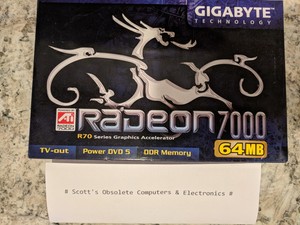 GIGABYTE™
TECHNOLOGY
ATI
RADEON 7000
R70 Series Graphics Accelerator
64MB
TV-out Power DVD 5 DDR Memory
# Scott's Obsolete Computers & Electronics #